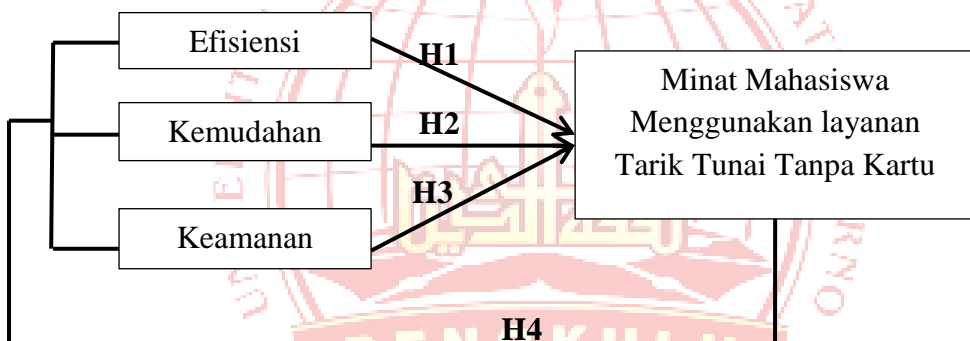 Efisiensi
H1
Minat Mahasiswa
Menggunakan layanan
Tarik Tunai Tanpa Kartu
Kemudahan
H2
H3
Keamanan
H4